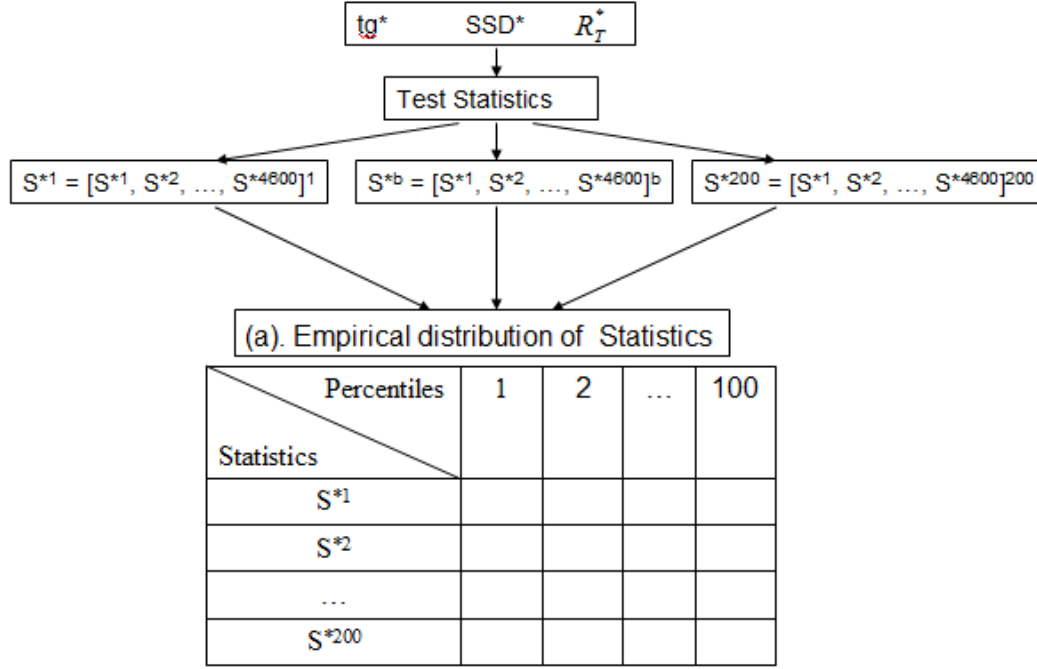 tg* SSD* R_T^*
Test Statistics
S*¹ = [S*¹, S*², ..., S*⁴⁶⁰⁰]¹ S*ᵇ = [S*¹, S*², ..., S*⁴⁶⁰⁰]ᵇ S*²⁰⁰ = [S*¹, S*², ..., S*⁴⁶⁰⁰]²⁰⁰
(a). Empirical distribution of Statistics
Percentiles 1 2 ... 100
Statistics
S*¹
S*²
...
S*²⁰⁰